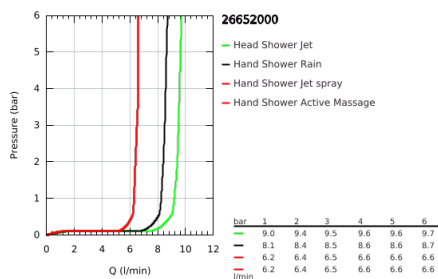 26652000
Pressure (bar)
6
5
4
3
2
1
0
0 2 4 6 8 10 12
Q (l/min)
Head Shower Jet
Hand Shower Rain
Hand Shower Jet spray
Hand Shower Active Massage
bar 1 2 3 4 5 6
9.0 9.4 9.5 9.6 9.6 9.7
8.1 8.4 8.5 8.6 8.6 8.7
6.2 6.4 6.5 6.6 6.6 6.6
6.2 6.4 6.5 6.6 6.6 6.6
l/min